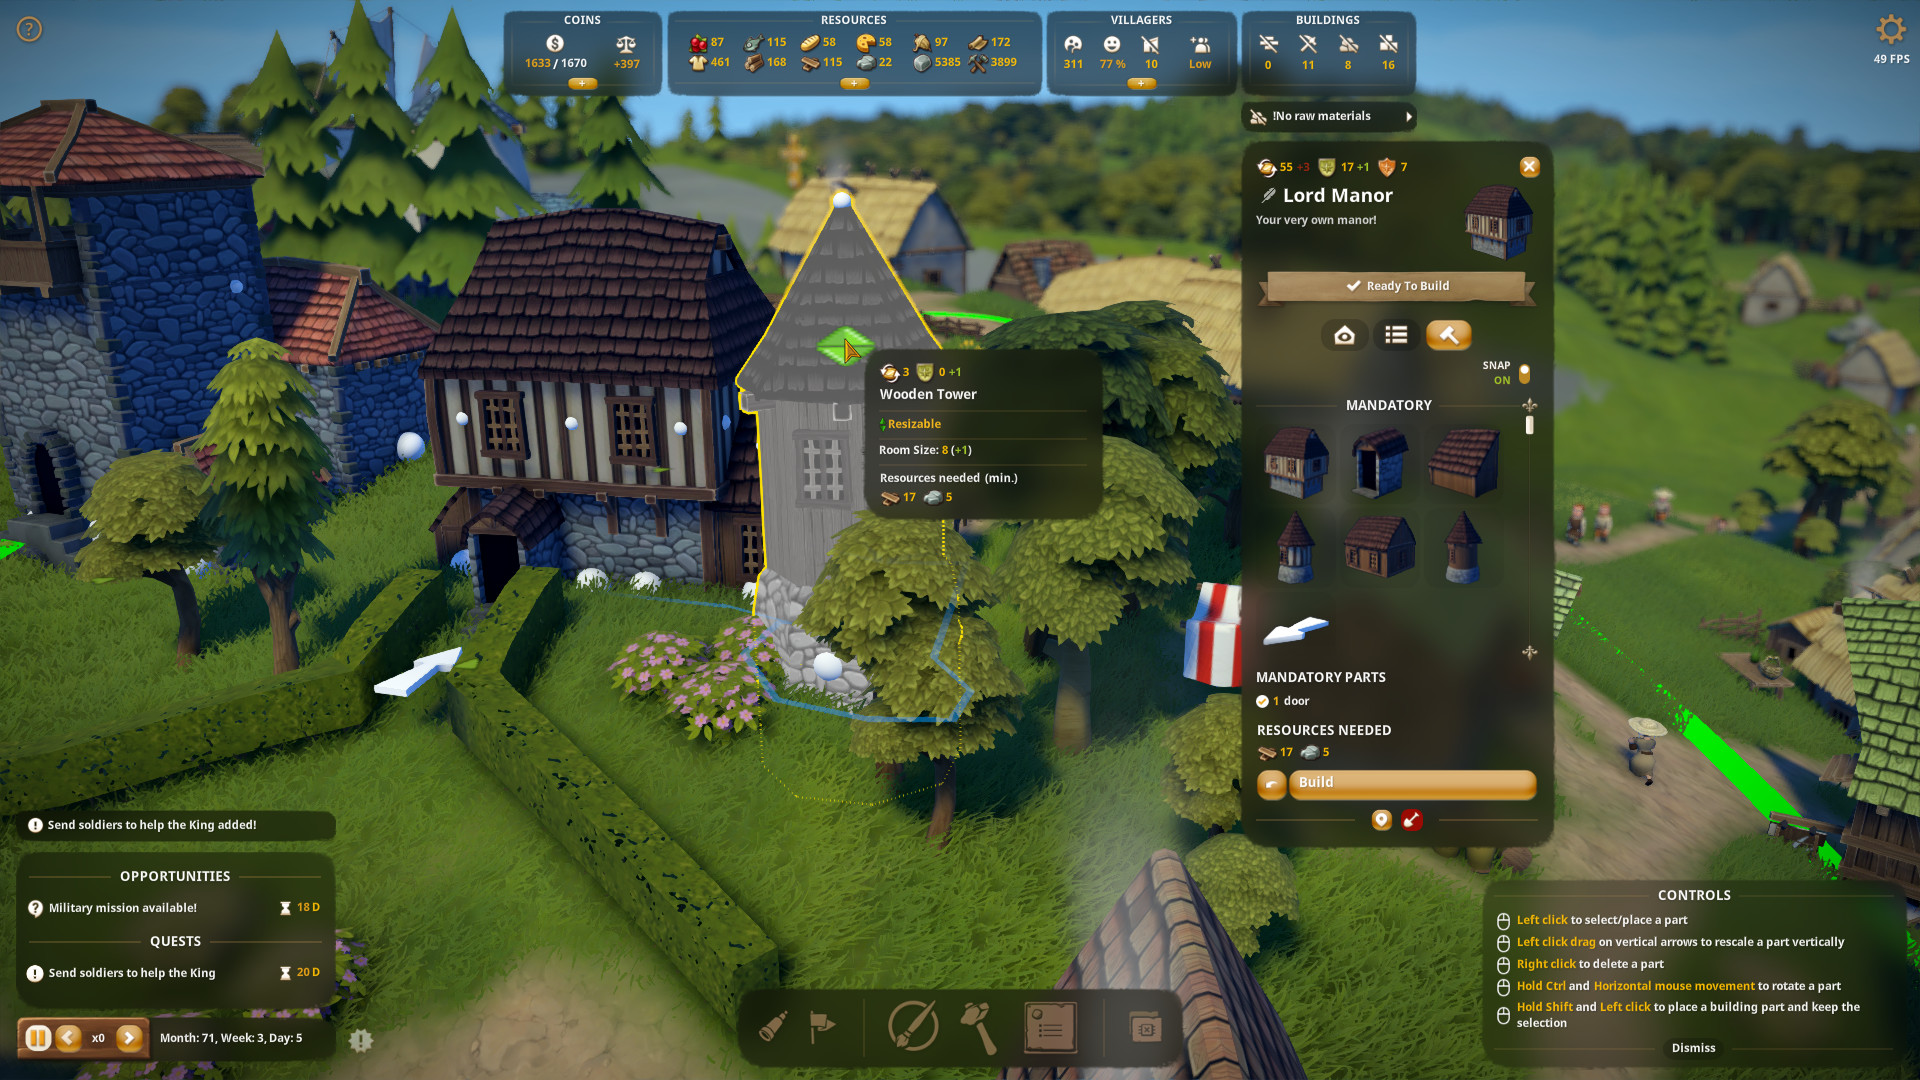 COINS
1633 / 1670
+397
RESOURCES
87 115 58 58 97 172
461 168 115 22 5385 3899
VILLAGERS
311 77 % 10 Low
BUILDINGS
0 11 8 16
49 FPS
!No raw materials
55 +3 17 +1 7
Lord Manor
Your very own manor!
Ready To Build
SNAP
ON
MANDATORY
MANDATORY PARTS
1 door
RESOURCES NEEDED
17 5
Build
3 0 +1
Wooden Tower
Resizable
Room Size: 8 (+1)
Resources needed (min.)
17 5
Send soldiers to help the King added!
OPPORTUNITIES
Military mission available! 18 D
QUESTS
Send soldiers to help the King 20 D
x0
Month: 71, Week: 3, Day: 5
CONTROLS
Left click to select/place a part
Left click drag on vertical arrows to rescale a part vertically
Right click to delete a part
Hold Ctrl and Horizontal mouse movement to rotate a part
Hold Shift and Left click to place a building part and keep the
selection
Dismiss